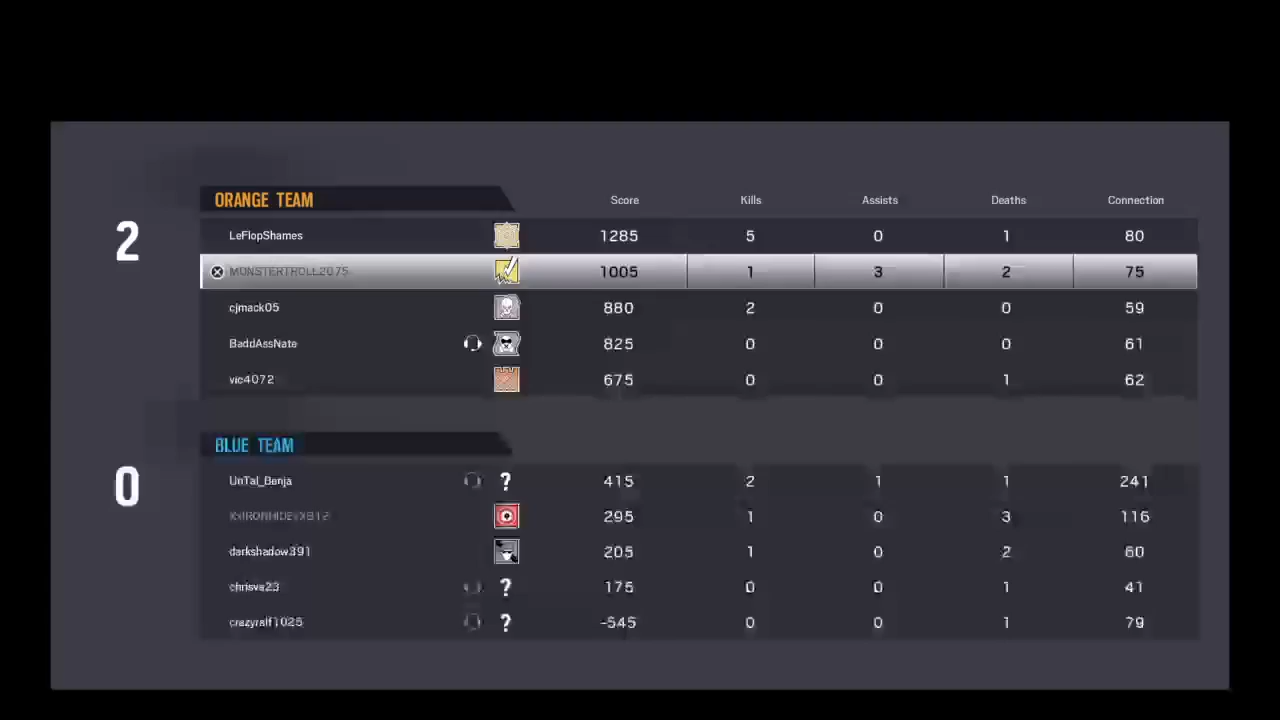 ORANGE TEAM Score Kills Assists Deaths Connection
2
LeFlopShames 1285 5 0 1 80
MONSTERTROLL2075 1005 1 3 2 75
cjmack05 880 2 0 0 59
BaddAssNate 825 0 0 0 61
vic4072 675 0 0 1 62
BLUE TEAM
0
UnTal_Benja ? 415 2 1 1 241
295 1 0 3 116
darkshadow391 205 1 0 2 60
chrisva23 ? 175 0 0 1 41
crazyralf1025 ? -545 0 0 1 79